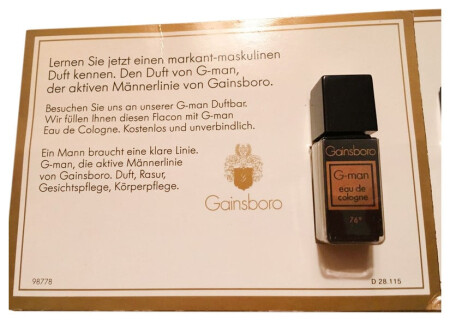 Lernen Sie jetzt einen markant-maskulinen
Duft kennen. Den Duft von G-man,
der aktiven Männerlinie von Gainsboro.
Besuchen Sie uns an unserer G-man Duftbar.
Wir füllen Ihnen diesen Flacon mit G-man
Eau de Cologne. Kostenlos und unverbindlich.
Ein Mann braucht eine klare Linie.
G-man, die aktive Männerlinie
von Gainsboro. Duft, Rasur,
Gesichtspflege, Körperpflege.
Gainsboro
Gainsboro
G-man
eau de
cologne
78°
98778
D 28.115